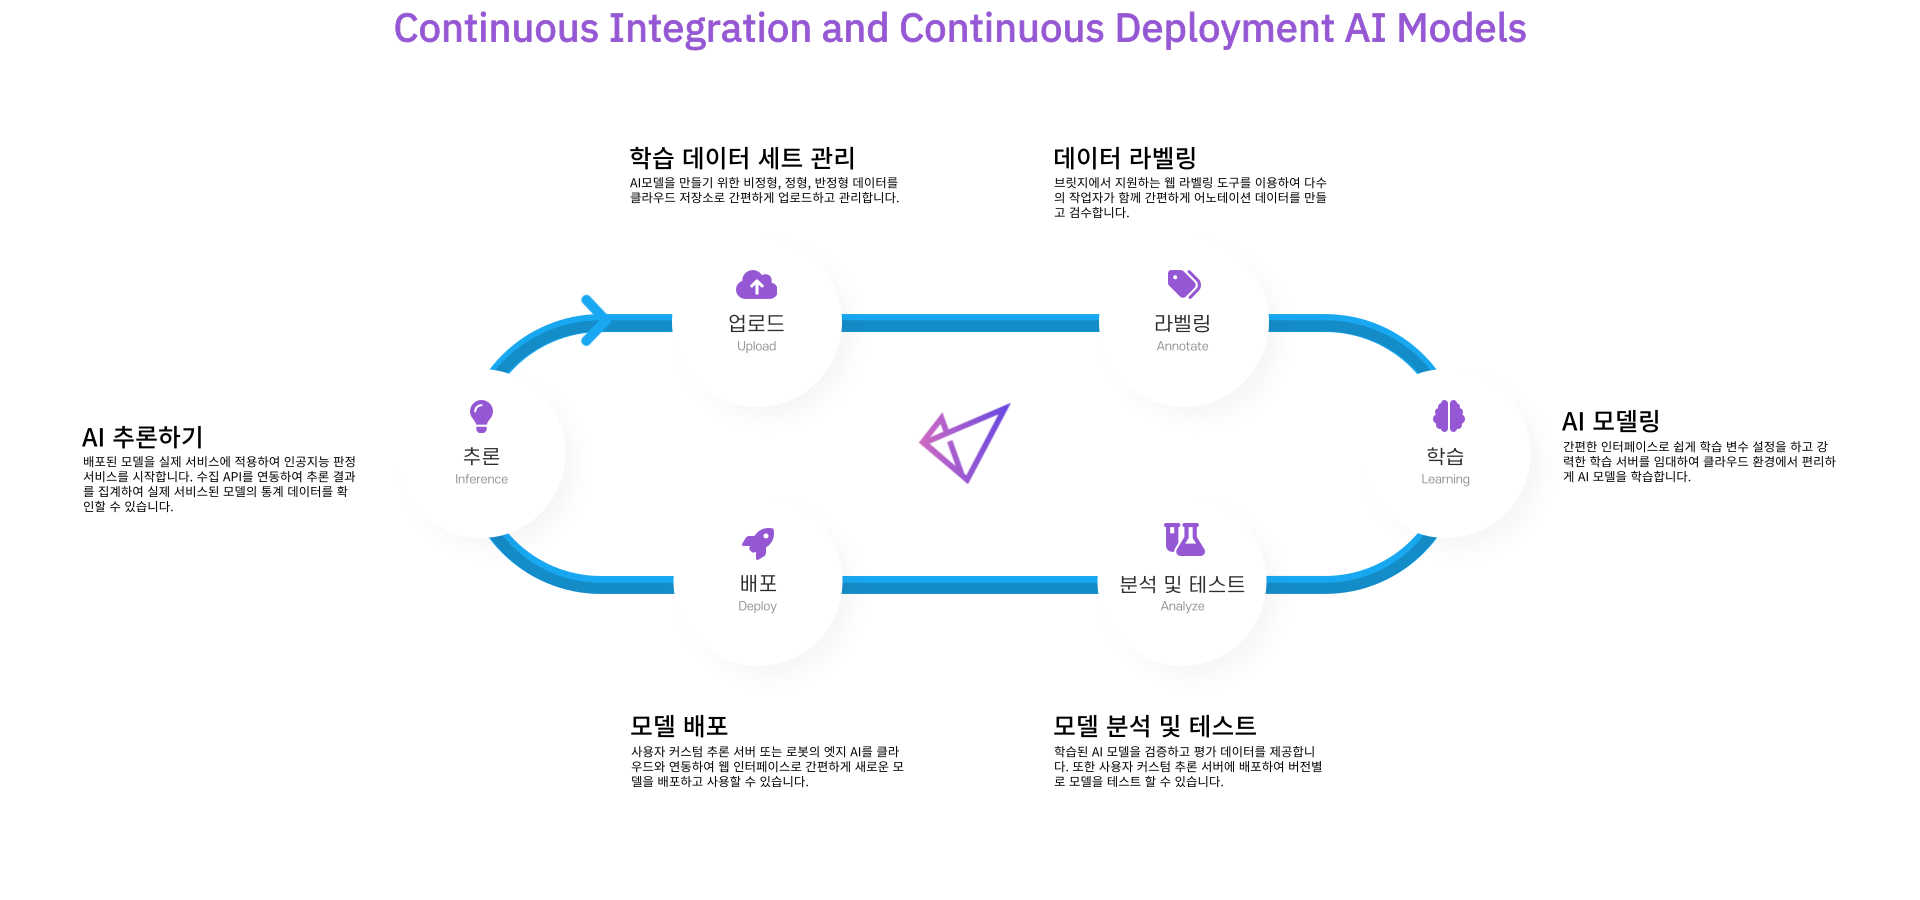 Continuous Integration and Continuous Deployment AI Models
학습 데이터 세트 관리
AI모델을 만들기 위한 비정형, 정형, 반정형 데이터를
클라우드 저장소로 간편하게 업로드하고 관리합니다.
데이터 라벨링
브릿지에서 지원하는 웹 라벨링 도구를 이용하여 다수
의 작업자가 함께 간편하게 어노테이션 데이터를 만들
고 검수합니다.
업로드
Upload
라벨링
Annotate
AI 추론하기
배포된 모델을 실제 서비스에 적용하여 인공지능 판정
서비스를 시작합니다. 수집 API를 연동하여 추론 결과
를 집계하여 실제 서비스된 모델의 통계 데이터를 확
인할 수 있습니다.
추론
Inference
학습
Learning
AI 모델링
간편한 인터페이스로 쉽게 학습 변수 설정을 하고 강
력한 학습 서버를 임대하여 클라우드 환경에서 편리하
게 AI 모델을 학습합니다.
배포
Deploy
분석 및 테스트
Analyze
모델 배포
사용자 커스텀 추론 서버 또는 로봇의 엣지 AI를 클라
우드와 연동하여 웹 인터페이스로 간편하게 새로운 모
델을 배포하고 사용할 수 있습니다.
모델 분석 및 테스트
학습된 AI 모델을 검증하고 평가 데이터를 제공합니
다. 또한 사용자 커스텀 추론 서버에 배포하여 버전별
로 모델을 테스트 할 수 있습니다.